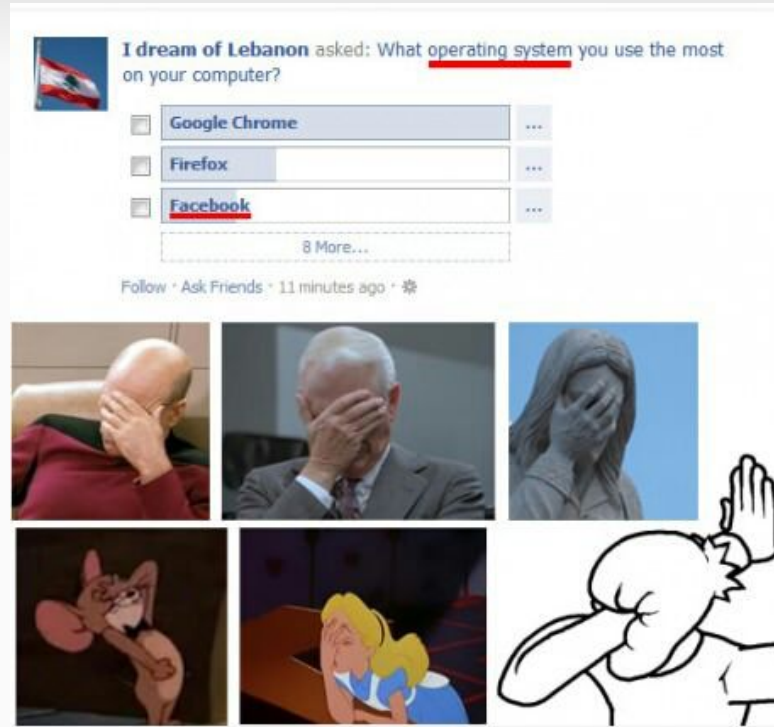 I dream of Lebanon asked: What operating system you use the most
on your computer?
Google Chrome
...
Firefox
...
Facebook
...
8 More...
Follow · Ask Friends · 11 minutes ago ·